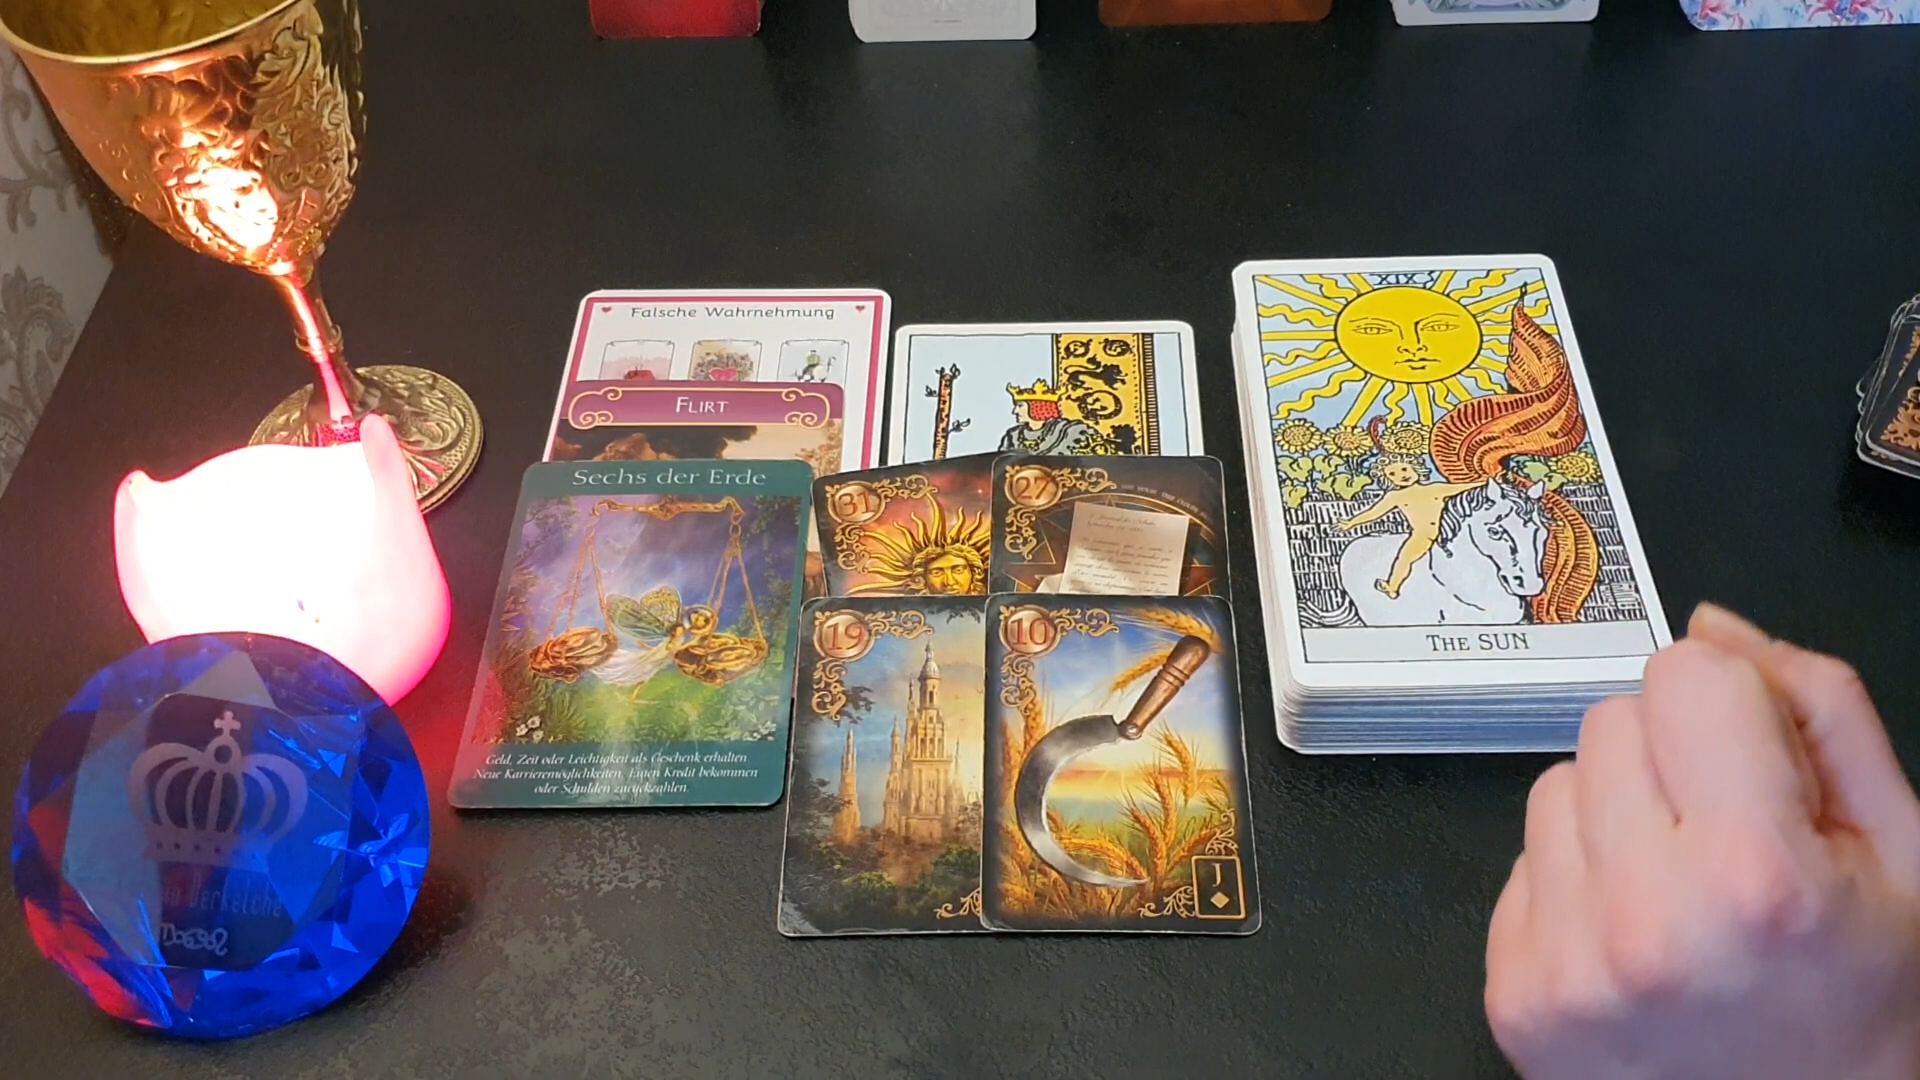 Falsche Wahrnehmung
FLIRT
Sechs der Erde
Geld, Zeit oder Leichtigkeit als Geschenk erhalten
Neue Karrieremöglichkeiten. Einen Kredit bekommen
oder Schulden zurückzahlen.
31
27
19
10
J
XIX
THE SUN